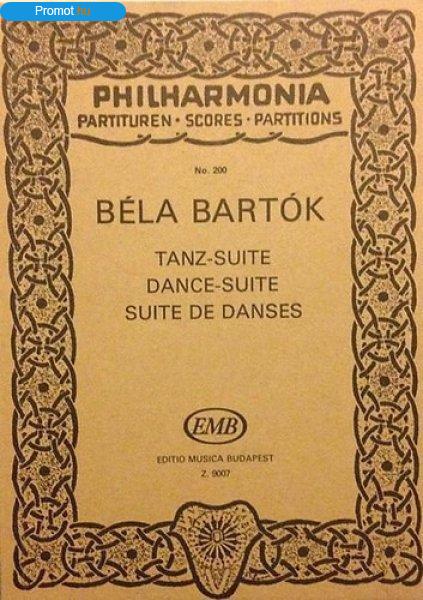 Promot.hu
PHILHARMONIA
PARTITUREN · SCORES · PARTITIONS
No. 200
BÉLA BARTÓK
TANZ-SUITE
DANCE-SUITE
SUITE DE DANSES
EMB
EDITIO MUSICA BUDAPEST
Z. 9007